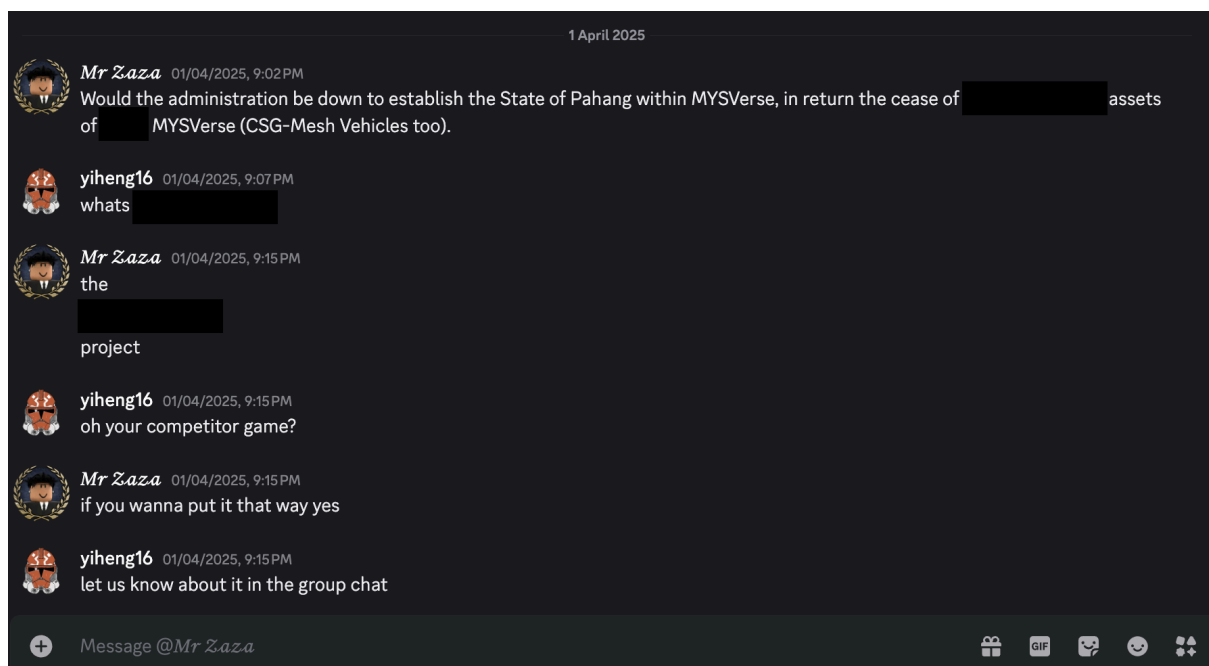 1 April 2025
Mr Zaza 01/04/2025, 9:02 PM
Would the administration be down to establish the State of Pahang within MYSVerse, in return the cease of assets
of MYSVerse (CSG-Mesh Vehicles too).
yiheng16 01/04/2025, 9:07 PM
whats
Mr Zaza 01/04/2025, 9:15 PM
the
project
yiheng16 01/04/2025, 9:15 PM
oh your competitor game?
Mr Zaza 01/04/2025, 9:15 PM
if you wanna put it that way yes
yiheng16 01/04/2025, 9:15 PM
let us know about it in the group chat
Message @Mr Zaza
GIF